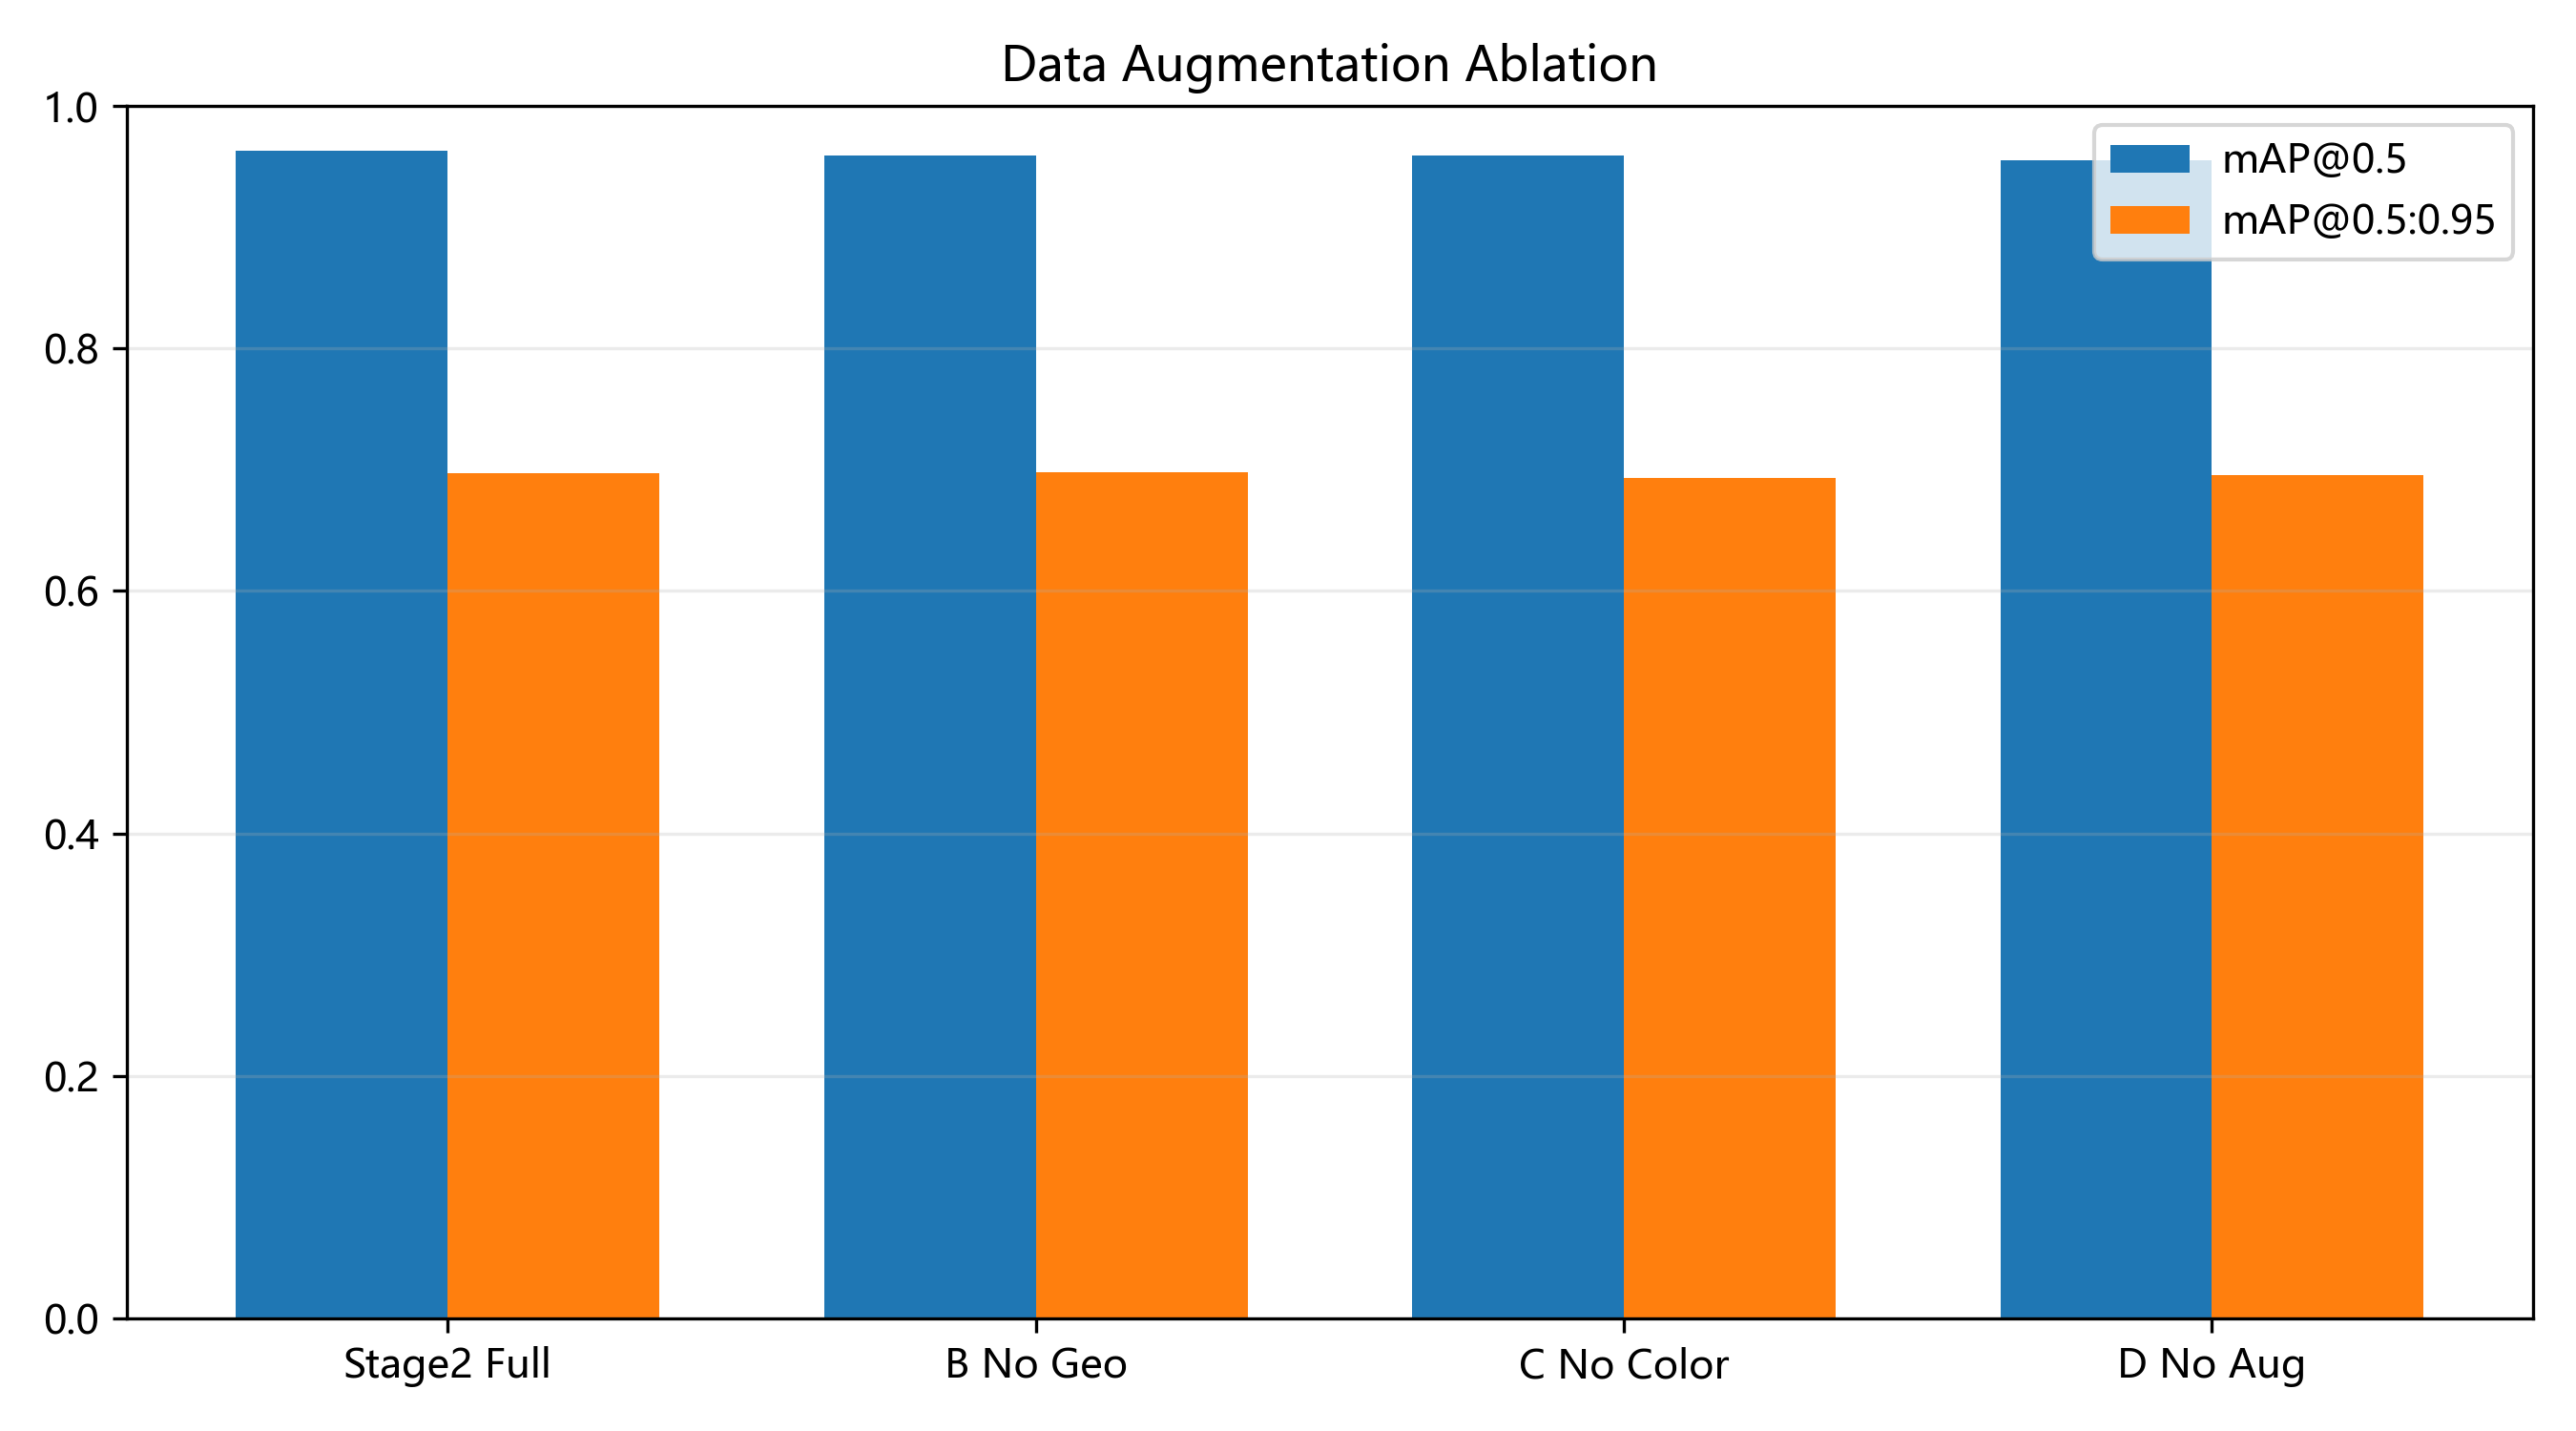 Data Augmentation Ablation
1.0
0.8
0.6
0.4
0.2
0.0
mAP@0.5
mAP@0.5:0.95
Stage2 Full
B No Geo
C No Color
D No Aug